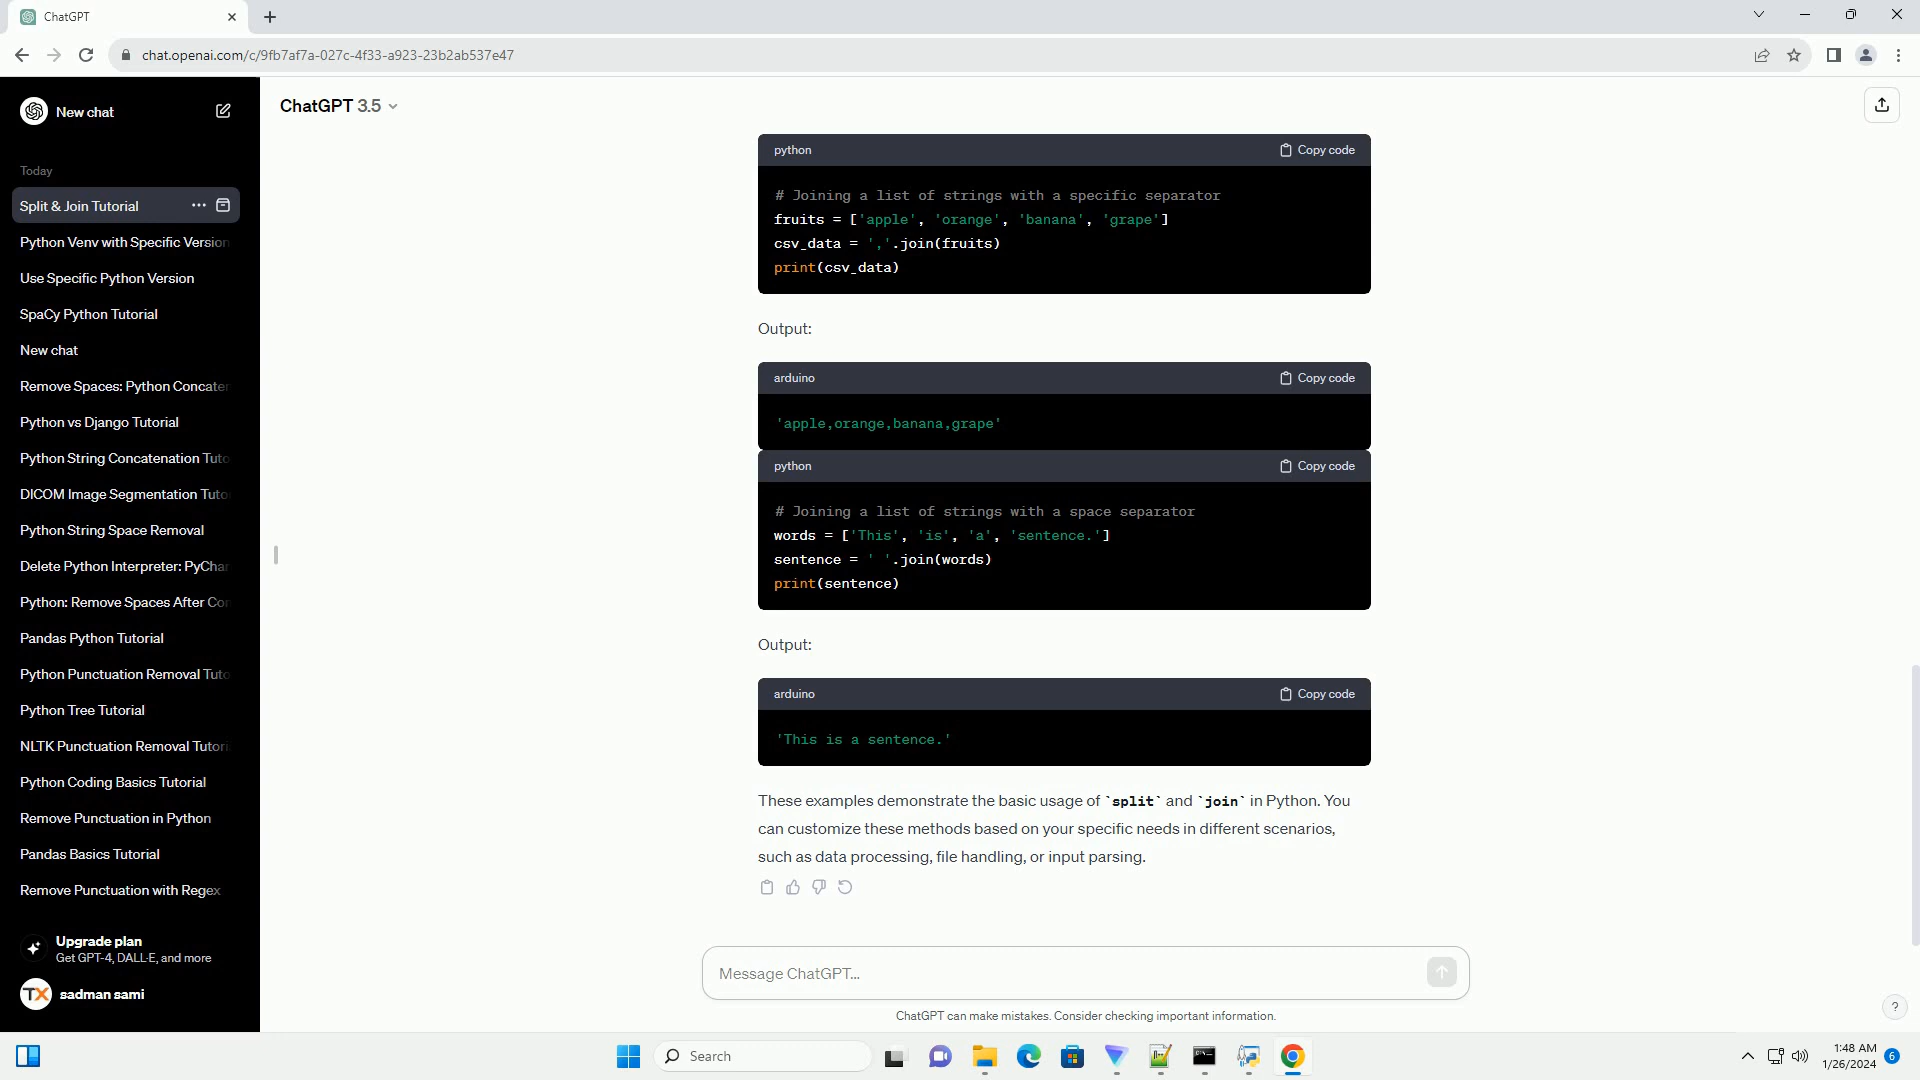 ChatGPT
chat.openai.com/c/9fb7af7a-027c-4f33-a923-23b2ab537e47
New chat
Today
Split & Join Tutorial
Python Venv with Specific Version
Use Specific Python Version
SpaCy Python Tutorial
New chat
Remove Spaces: Python Concaten
Python vs Django Tutorial
Python String Concatenation Tuto
DICOM Image Segmentation Tuto
Python String Space Removal
Delete Python Interpreter: PyChar
Python: Remove Spaces After Con
Pandas Python Tutorial
Python Punctuation Removal Tuto
Python Tree Tutorial
NLTK Punctuation Removal Tutori
Python Coding Basics Tutorial
Remove Punctuation in Python
Pandas Basics Tutorial
Remove Punctuation with Regex
Upgrade plan
Get GPT-4, DALL·E, and more
TX sadman sami
ChatGPT 3.5
python Copy code
# Joining a list of strings with a specific separator
fruits = ['apple', 'orange', 'banana', 'grape']
csv_data = ','.join(fruits)
print(csv_data)
Output:
arduino Copy code
'apple,orange,banana,grape'
python Copy code
# Joining a list of strings with a space separator
words = ['This', 'is', 'a', 'sentence.']
sentence = ' '.join(words)
print(sentence)
Output:
arduino Copy code
'This is a sentence.'
These examples demonstrate the basic usage of `split` and `join` in Python. You
can customize these methods based on your specific needs in different scenarios,
such as data processing, file handling, or input parsing.
Message ChatGPT...
ChatGPT can make mistakes. Consider checking important information.
?
Search
1:48 AM
1/26/2024
6